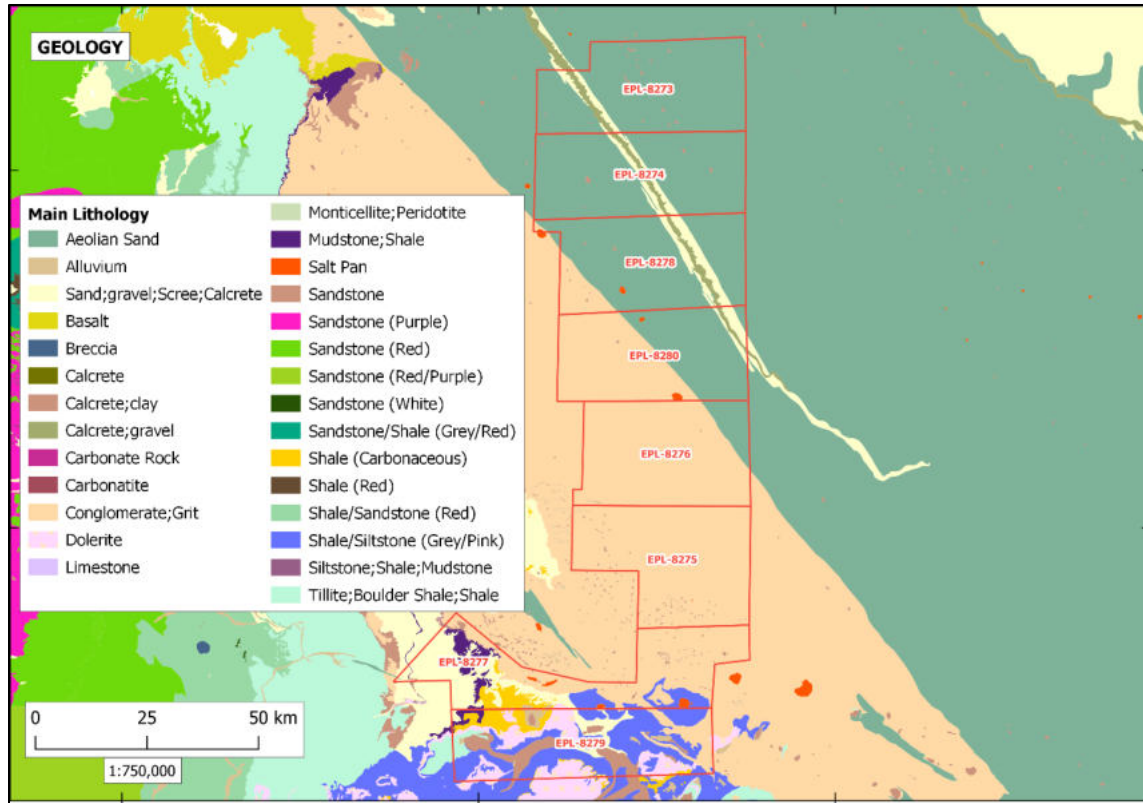 GEOLOGY
EPL-8273
EPL-8274
EPL-8278
EPL-8280
EPL-8276
EPL-8275
EPL-8277
EPL-8279
Main Lithology
Aeolian Sand
Alluvium
Sand;gravel;Scree;Calcrete
Basalt
Breccia
Calcrete
Calcrete;clay
Calcrete;gravel
Carbonate Rock
Carbonatite
Conglomerate;Grit
Dolerite
Limestone
Monticellite;Peridotite
Mudstone;Shale
Salt Pan
Sandstone
Sandstone (Purple)
Sandstone (Red)
Sandstone (Red/Purple)
Sandstone (White)
Sandstone/Shale (Grey/Red)
Shale (Carbonaceous)
Shale (Red)
Shale/Sandstone (Red)
Shale/Siltstone (Grey/Pink)
Siltstone;Shale;Mudstone
Tillite;Boulder Shale;Shale
0 25 50 km
1:750,000